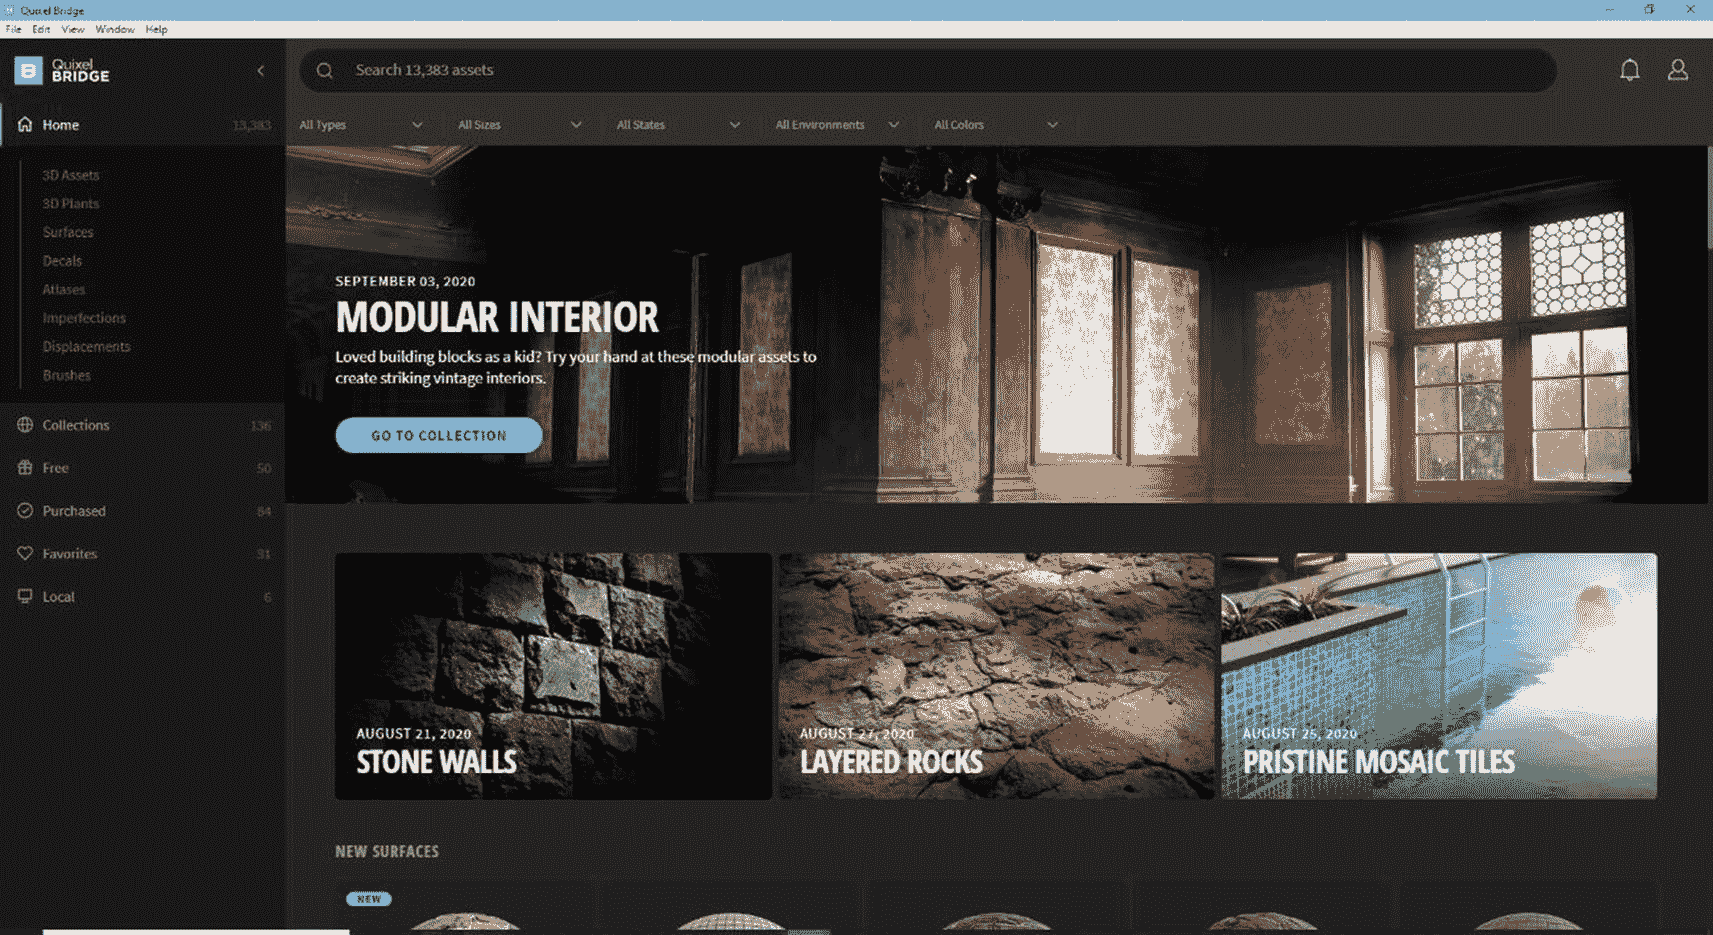 Quixel Bridge
File Edit View Window Help
Quixel
BRIDGE
Search 13,383 assets
Home 13,383
All Types All Sizes All States All Environments All Colors
3D Assets
3D Plants
Surfaces
Decals
Atlases
Imperfections
Displacements
Brushes
Collections 136
Free 50
Purchased 84
Favorites 31
Local 6
SEPTEMBER 03, 2020
MODULAR INTERIOR
Loved building blocks as a kid? Try your hand at these modular assets to
create striking vintage interiors.
GO TO COLLECTION
AUGUST 21, 2020
STONE WALLS
AUGUST 27, 2020
LAYERED ROCKS
AUGUST 25, 2020
PRISTINE MOSAIC TILES
NEW SURFACES
NEW